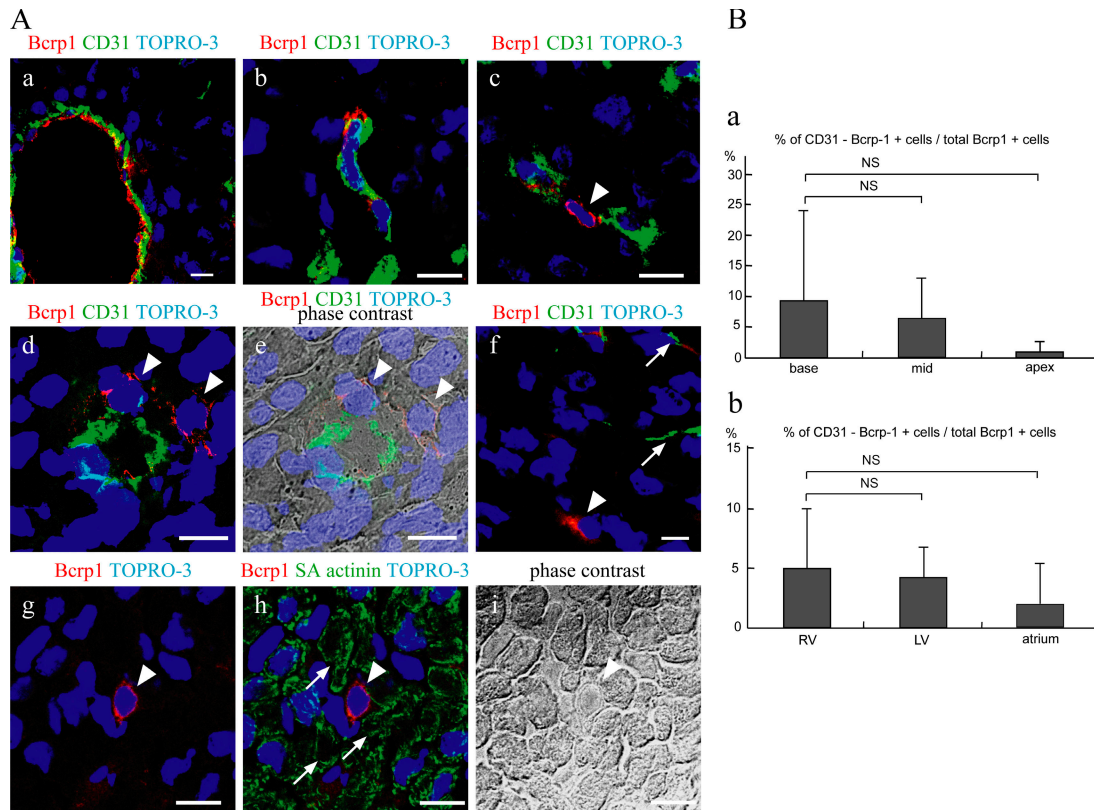 A
B
Bcrp1 CD31 TOPRO-3
Bcrp1 CD31 TOPRO-3
Bcrp1 CD31 TOPRO-3
a
b
c
Bcrp1 CD31 TOPRO-3
Bcrp1 CD31 TOPRO-3
phase contrast
Bcrp1 CD31 TOPRO-3
d
e
f
Bcrp1 TOPRO-3
Bcrp1 SA actinin TOPRO-3
phase contrast
g
h
i
a
% of CD31 - Bcrp-1 + cells / total Bcrp1 + cells
%
30
25
20
15
10
5
0
NS
NS
base
mid
apex
b
% of CD31 - Bcrp-1 + cells / total Bcrp1 + cells
%
15
10
5
0
NS
NS
RV
LV
atrium